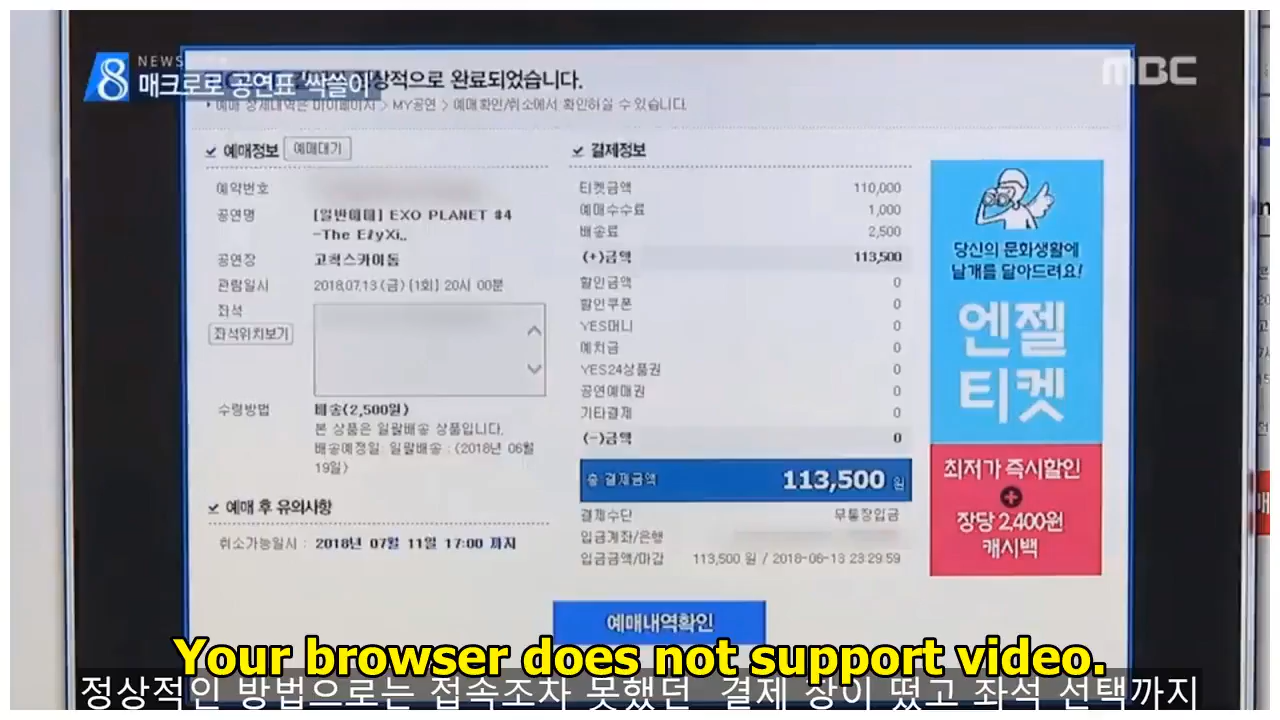 NEWS
8 매크로로 공연표 싹쓸이
MBC
상적으로 완료되었습니다.
예매 상세내역은 마이페이지 > MY공연 > 예매확인/취소에서 확인하실 수 있습니다.
예매정보 예매대기
예약번호
공연명 [일반예매] EXO PLANET #4
-The EℓyXi..
공연장 고척스카이돔
관람일시 2018.07.13 (금) [1회] 20시 00분
좌석
좌석위치보기
수령방법 배송(2,500원)
본 상품은 일괄배송 상품입니다.
배송예정일: 일괄배송 : (2018년 06월
19일)
예매 후 유의사항
취소가능일시 : 2018년 07월 11일 17:00 까지
결제정보
티켓금액 110,000
예매수수료 1,000
배송료 2,500
(+)금액 113,500
할인금액 0
할인쿠폰 0
YES머니 0
예치금 0
YES24상품권 0
공연예매권 0
기타결제 0
(-)금액 0
총 결제금액 113,500 원
결제수단 무통장입금
입금계좌/은행
입금금액/마감 113,500 원 / 2018-06-13 23:29:59
예매내역확인
당신의 문화생활에
날개를 달아드려요!
엔젤
티켓
최저가 즉시할인
+
장당 2,400원
캐시백
Your browser does not support video.
정상적인 방법으로는 접속조차 못했던 결제 창이 떴고 좌석 선택까지